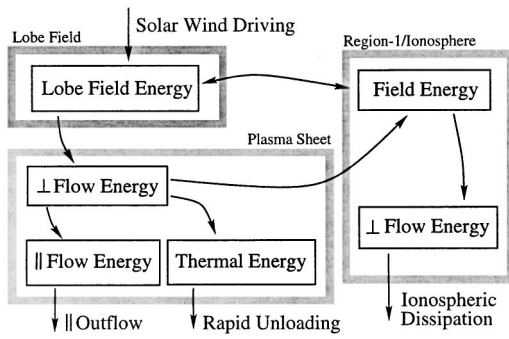 Solar Wind Driving
Lobe Field
Region-1/Ionosphere
Lobe Field Energy
Field Energy
Plasma Sheet
⊥ Flow Energy
⊥ Flow Energy
|| Flow Energy
Thermal Energy
|| Outflow
Rapid Unloading
Ionospheric
Dissipation